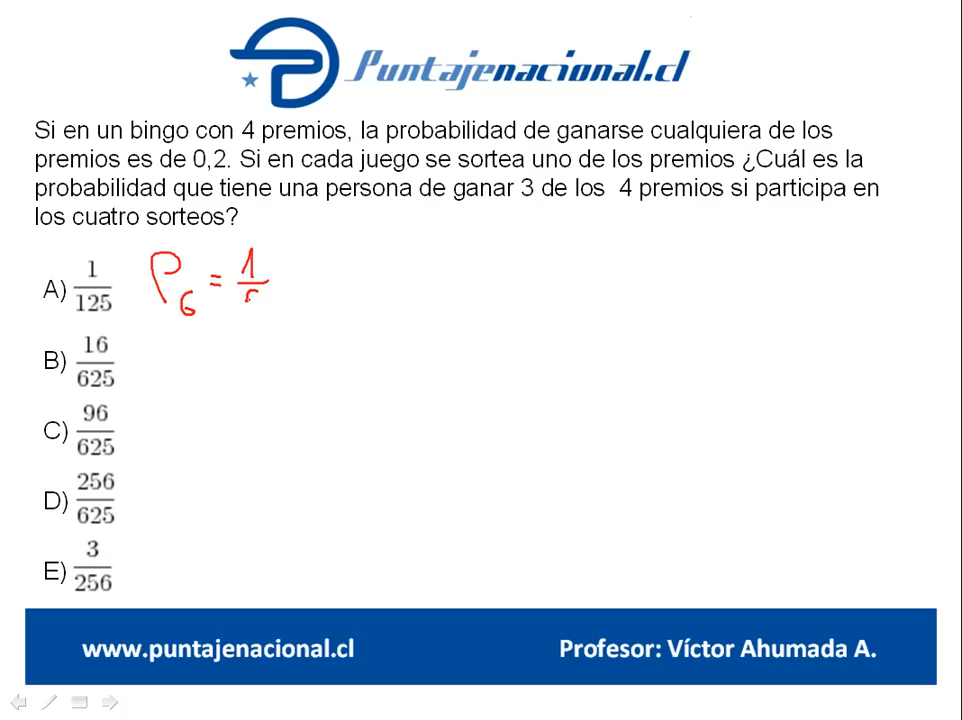 Puntajenacional.cl
Si en un bingo con 4 premios, la probabilidad de ganarse cualquiera de los
premios es de 0,2. Si en cada juego se sortea uno de los premios ¿Cuál es la
probabilidad que tiene una persona de ganar 3 de los 4 premios si participa en
los cuatro sorteos?
A) 1/125
P_G = 1/
B) 16/625
C) 96/625
D) 256/625
E) 3/256
www.puntajenacional.cl Profesor: Víctor Ahumada A.